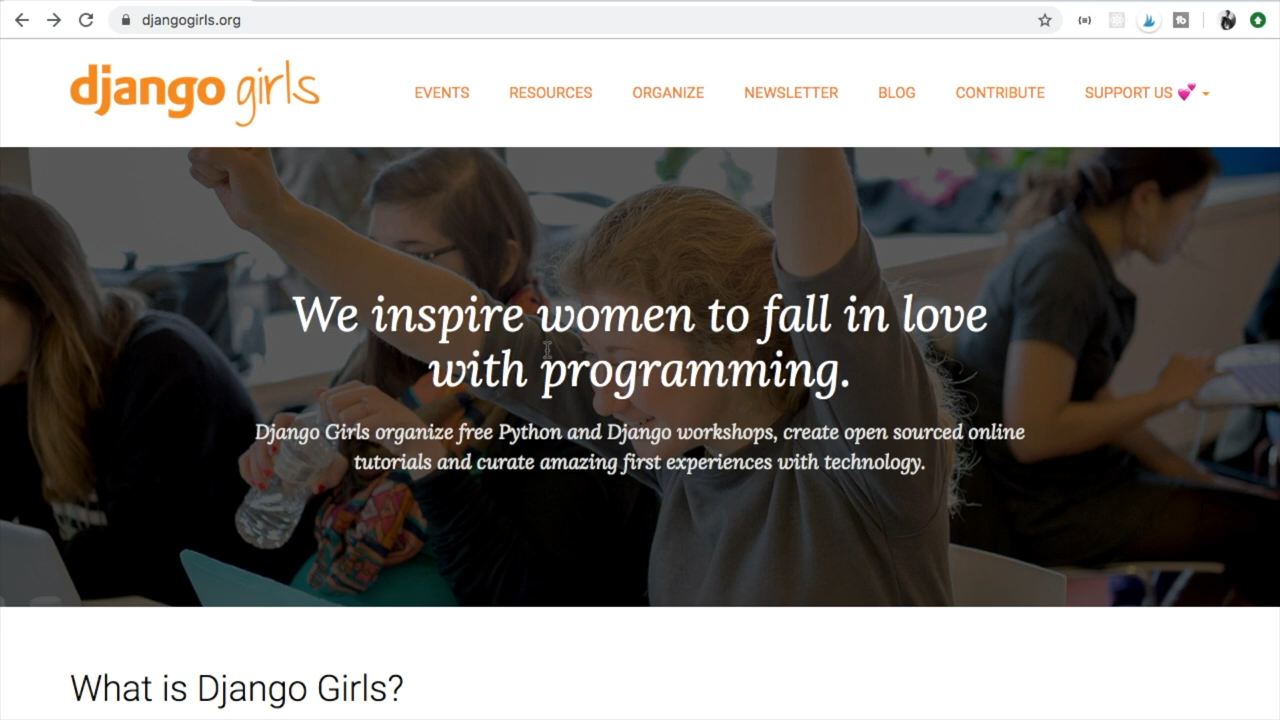 djangogirls.org
django girls
EVENTS RESOURCES ORGANIZE NEWSLETTER BLOG CONTRIBUTE SUPPORT US 💕
We inspire women to fall in love
with programming.
Django Girls organize free Python and Django workshops, create open sourced online
tutorials and curate amazing first experiences with technology.
What is Django Girls?